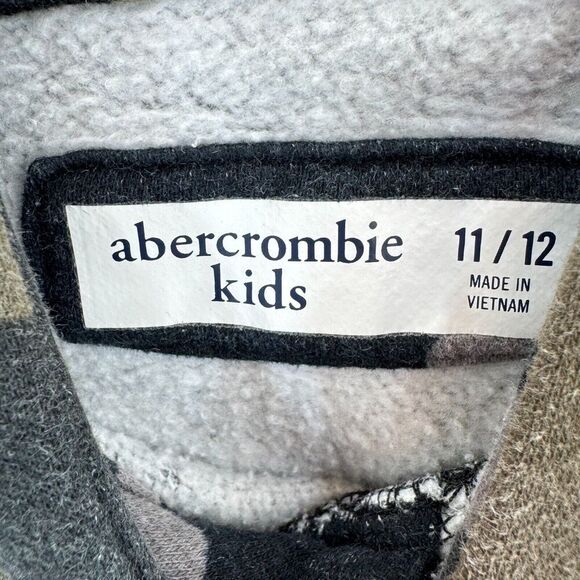 abercrombie
kids
11 / 12
MADE IN
VIETNAM